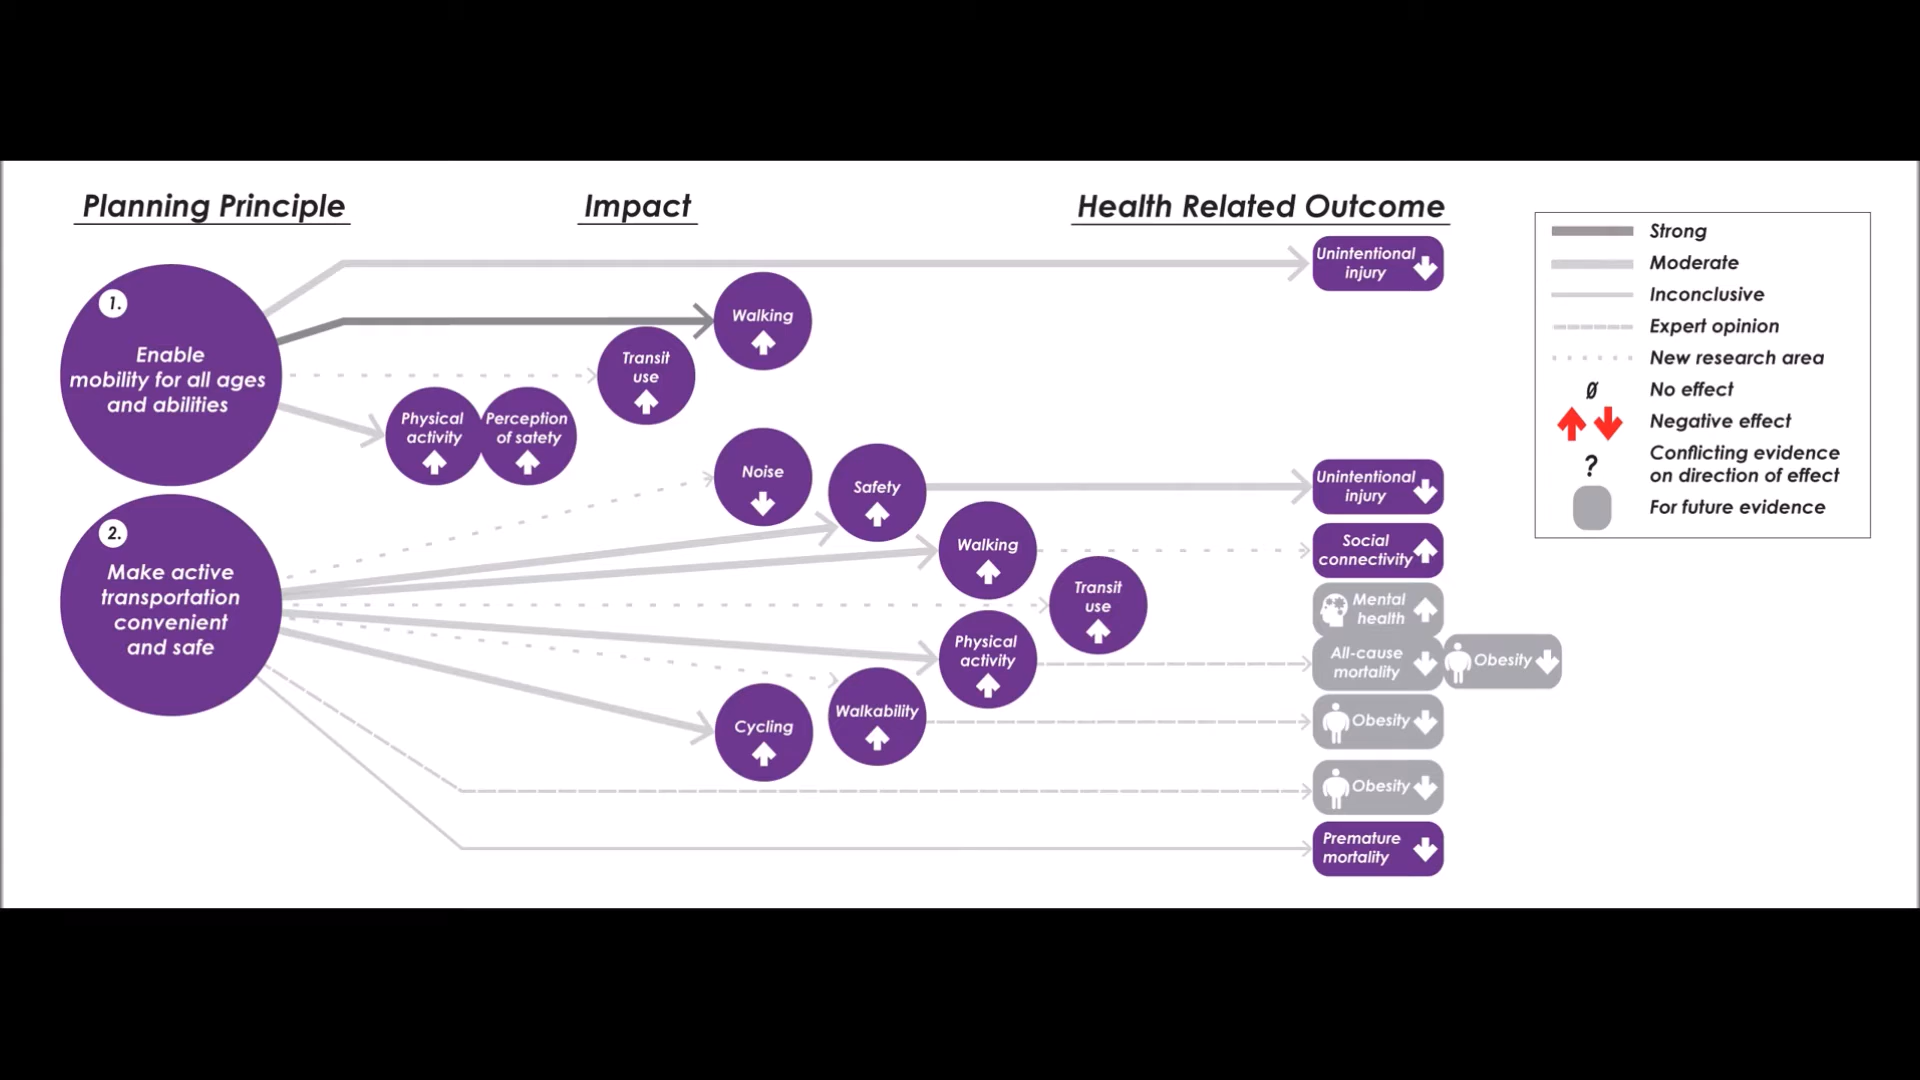 Planning Principle
Impact
Health Related Outcome
1.
Enable
mobility for all ages
and abilities
Physical
activity
Perception
of safety
Transit
use
Walking
Unintentional
injury
2.
Make active
transportation
convenient
and safe
Noise
Safety
Walking
Transit
use
Physical
activity
Walkability
Cycling
Unintentional
injury
Social
connectivity
Mental
health
All-cause
mortality
Obesity
Obesity
Obesity
Premature
mortality
Strong
Moderate
Inconclusive
Expert opinion
New research area
Ø No effect
Negative effect
? Conflicting evidence
on direction of effect
For future evidence